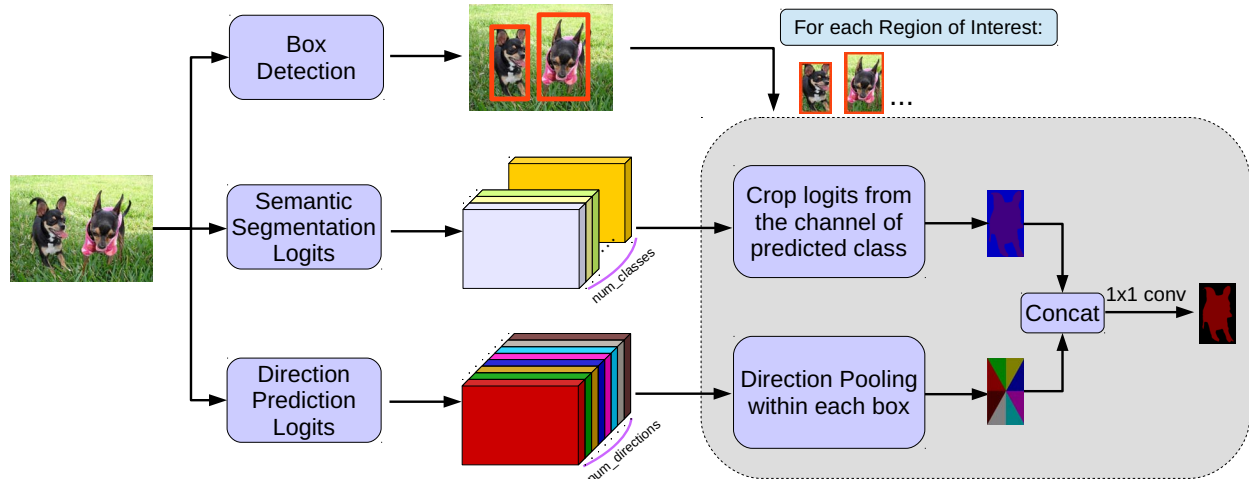 Box
Detection
For each Region of Interest:
...
Semantic
Segmentation
Logits
num_classes
Crop logits from
the channel of
predicted class
1x1 conv
Concat
Direction
Prediction
Logits
num_directions
Direction Pooling
within each box